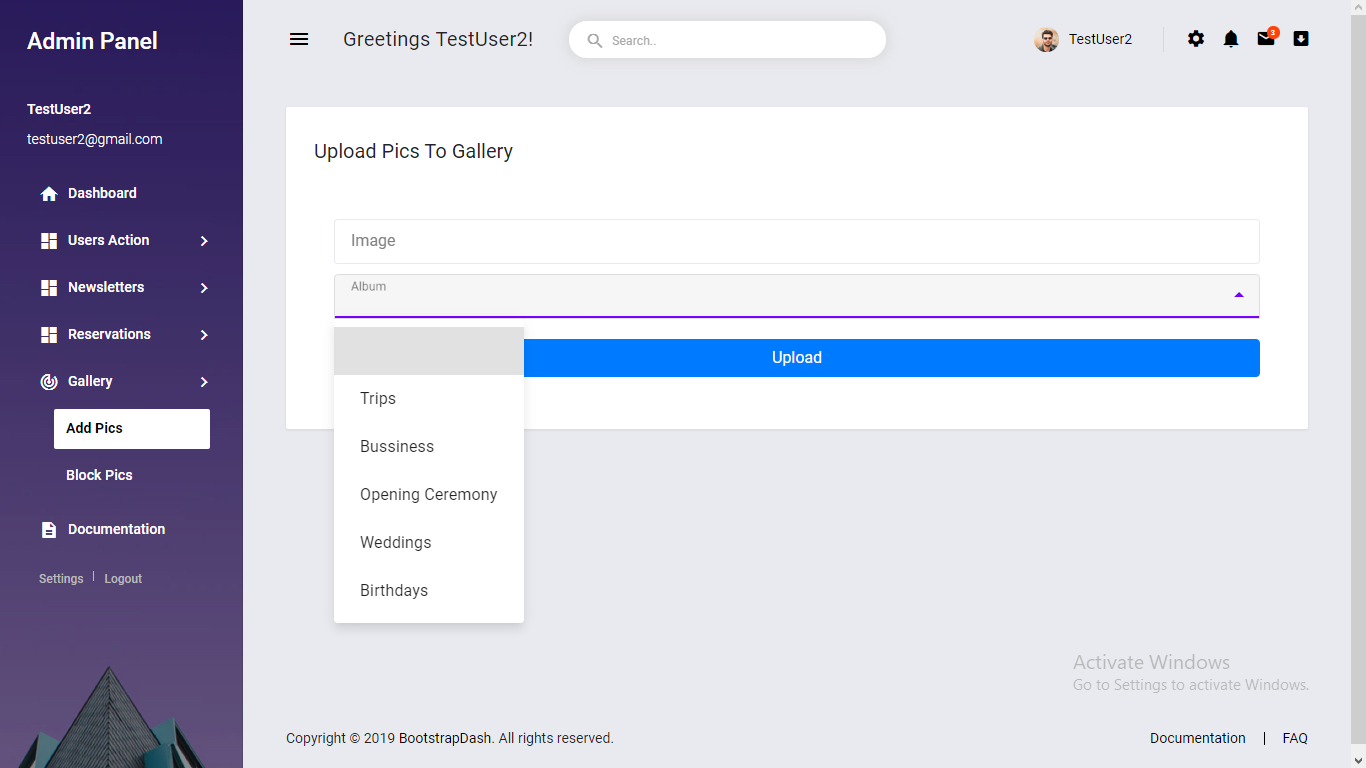 Admin Panel
Greetings TestUser2!
Search..
TestUser2
3
TestUser2
testuser2@gmail.com
Dashboard
Users Action
Newsletters
Reservations
Gallery
Add Pics
Block Pics
Documentation
Settings | Logout
Upload Pics To Gallery
Image
Album
Upload
Trips
Bussiness
Opening Ceremony
Weddings
Birthdays
Activate Windows
Go to Settings to activate Windows.
Copyright © 2019 BootstrapDash. All rights reserved.
Documentation | FAQ